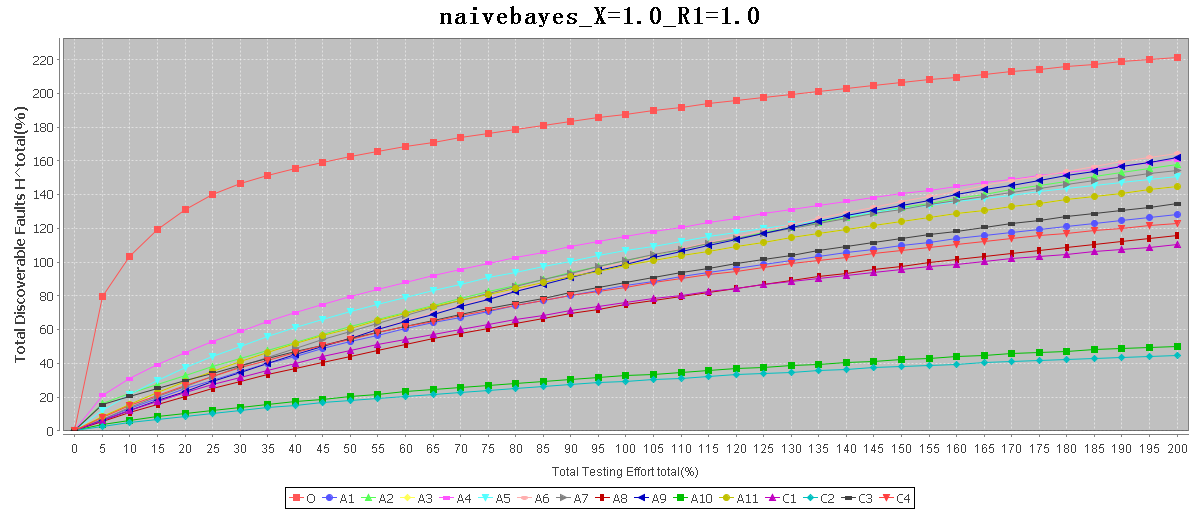 naivebayes_X=1.0_R1=1.0
Total Discoverable Faults H^total(%)
220
200
180
160
140
120
100
80
60
40
20
0
0 5 10 15 20 25 30 35 40 45 50 55 60 65 70 75 80 85 90 95 100 105 110 115 120 125 130 135 140 145 150 155 160 165 170 175 180 185 190 195 200
Total Testing Effort total(%)
O A1 A2 A3 A4 A5 A6 A7 A8 A9 A10 A11 C1 C2 C3 C4